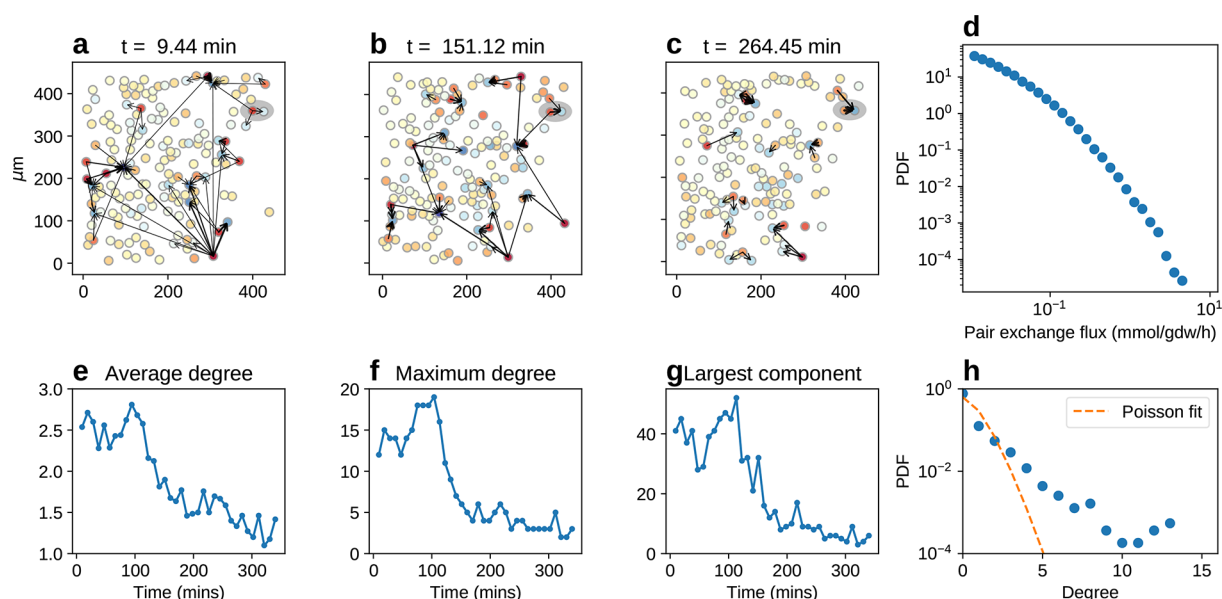 a
t = 9.44 min
b
t = 151.12 min
c
t = 264.45 min
d
μm
400
300
200
100
0
0
200
400
0
200
400
0
200
400
PDF
10¹
10⁰
10⁻¹
10⁻²
10⁻³
10⁻⁴
10⁻¹
10¹
Pair exchange flux (mmol/gdw/h)
e
Average degree
3.0
2.5
2.0
1.5
1.0
0
100
200
300
Time (mins)
f
Maximum degree
20
15
10
5
0
0
100
200
300
Time (mins)
g
Largest component
40
20
0
0
100
200
300
Time (mins)
h
PDF
10⁰
10⁻²
10⁻⁴
Poisson fit
0
5
10
15
Degree